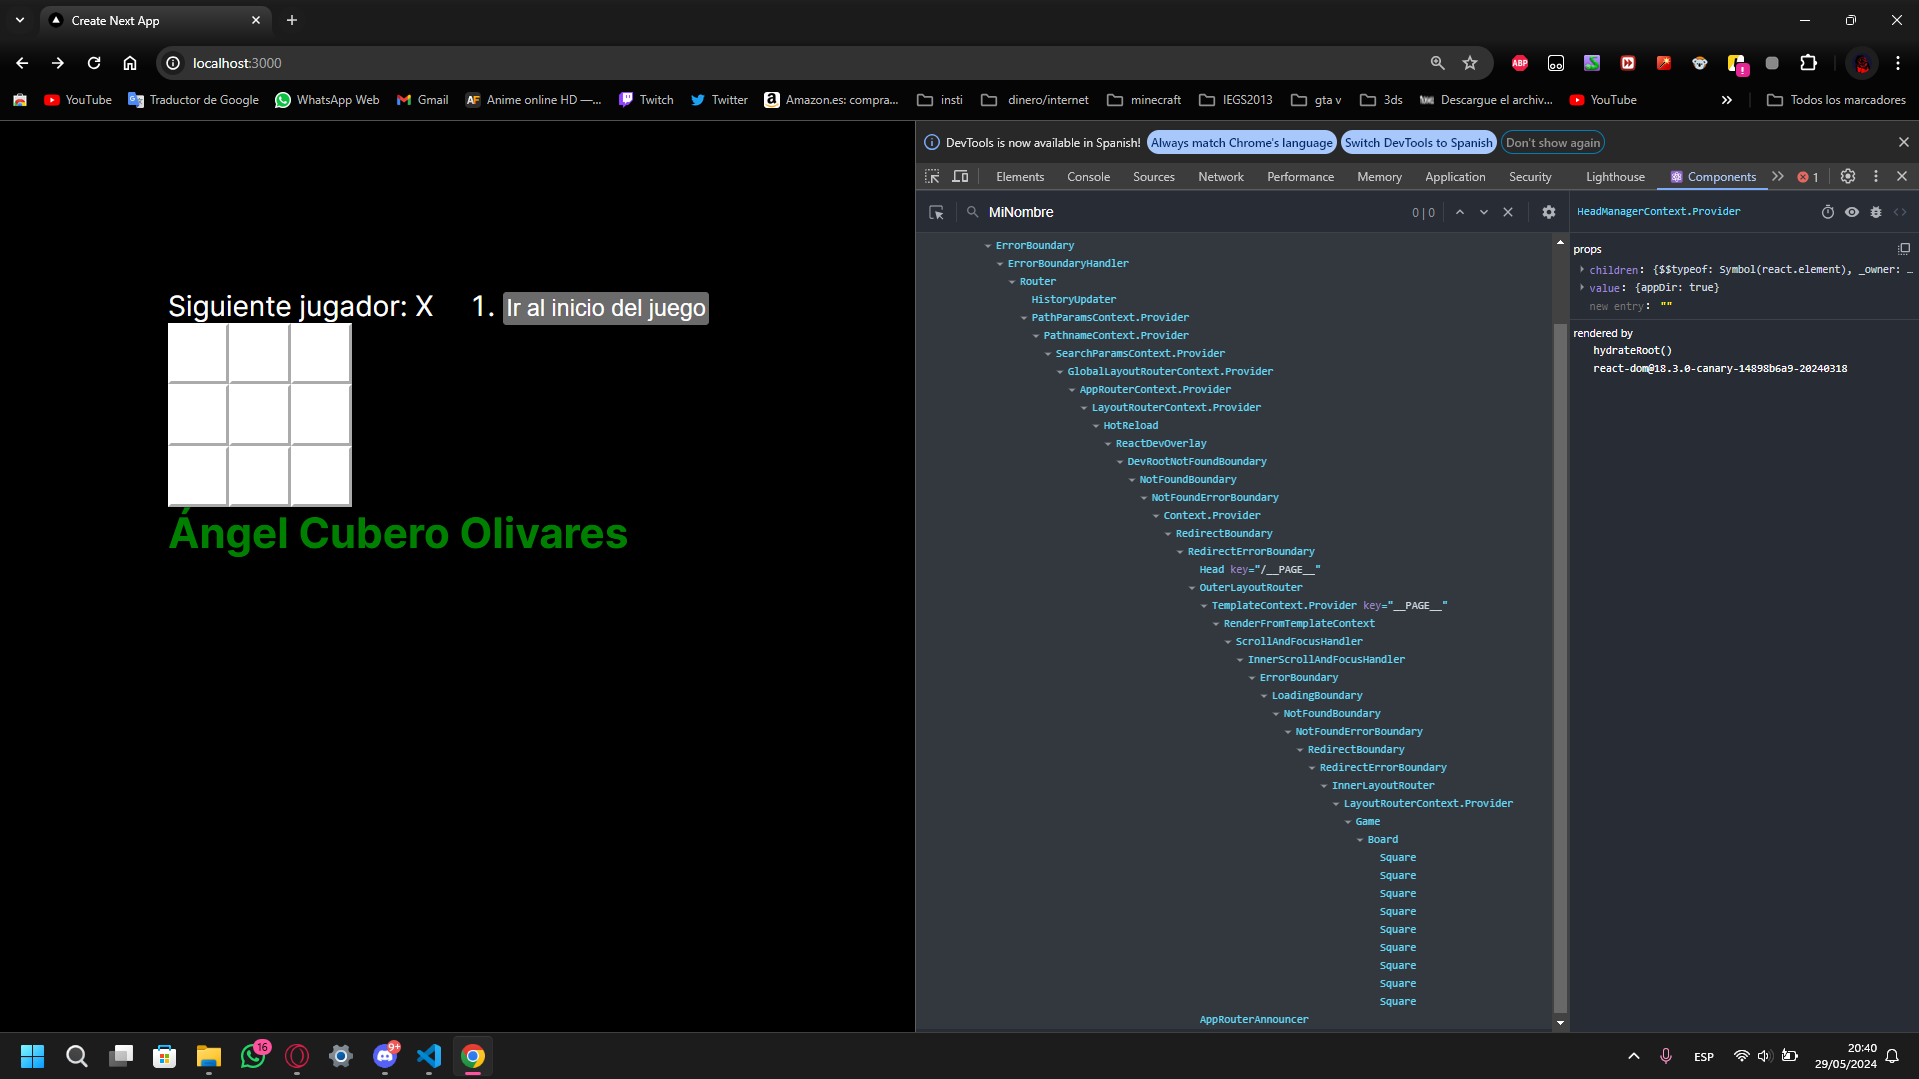 Create Next App
localhost:3000
ABP
YouTube
Traductor de Google
WhatsApp Web
Gmail
AF Anime online HD —...
Twitch
Twitter
a Amazon.es: compra...
insti
dinero/internet
minecraft
IEGS2013
gta v
3ds
Descargue el archiv...
YouTube
Todos los marcadores
DevTools is now available in Spanish!
Always match Chrome's language
Switch DevTools to Spanish
Don't show again
Elements
Console
Sources
Network
Performance
Memory
Application
Security
Lighthouse
Components
1
MiNombre
0 | 0
HeadManagerContext.Provider
Siguiente jugador: X
1. Ir al inicio del juego
Ángel Cubero Olivares
ErrorBoundary
ErrorBoundaryHandler
Router
HistoryUpdater
PathParamsContext.Provider
PathnameContext.Provider
SearchParamsContext.Provider
GlobalLayoutRouterContext.Provider
AppRouterContext.Provider
LayoutRouterContext.Provider
HotReload
ReactDevOverlay
DevRootNotFoundBoundary
NotFoundBoundary
NotFoundErrorBoundary
Context.Provider
RedirectBoundary
RedirectErrorBoundary
Head key="/__PAGE__"
OuterLayoutRouter
TemplateContext.Provider key="__PAGE__"
RenderFromTemplateContext
ScrollAndFocusHandler
InnerScrollAndFocusHandler
ErrorBoundary
LoadingBoundary
NotFoundBoundary
NotFoundErrorBoundary
RedirectBoundary
RedirectErrorBoundary
InnerLayoutRouter
LayoutRouterContext.Provider
Game
Board
Square
Square
Square
Square
Square
Square
Square
Square
Square
AppRouterAnnouncer
props
children: {$$typeof: Symbol(react.element), _owner: …
value: {appDir: true}
new entry: ""
rendered by
hydrateRoot()
react-dom@18.3.0-canary-14898b6a9-20240318
16
9+
ESP
20:40
29/05/2024